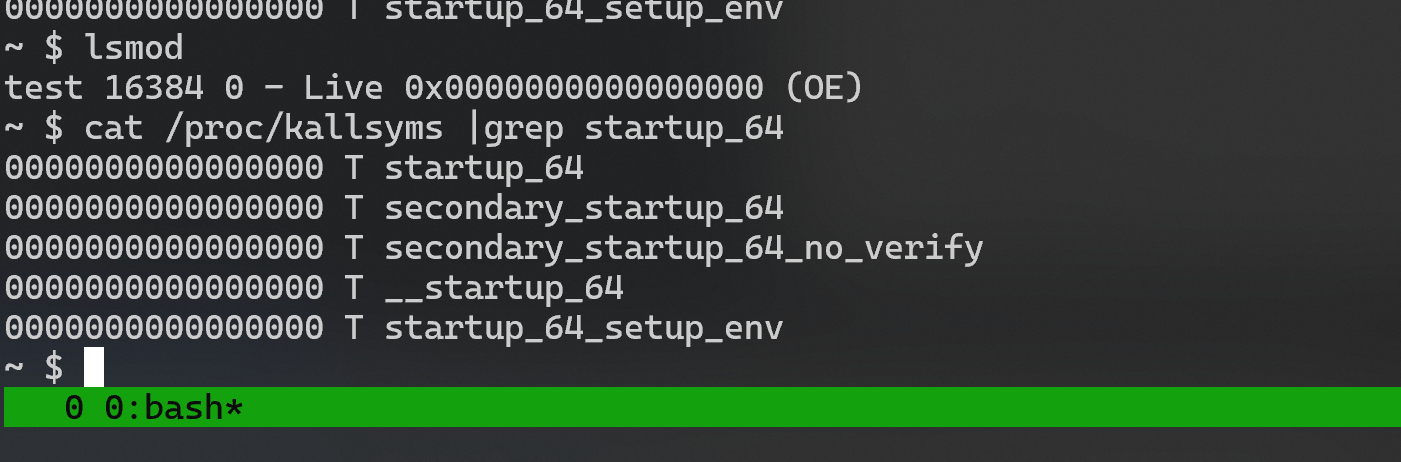 0000000000000000 T startup_64_setup_env
~ $ lsmod
test 16384 0 - Live 0x0000000000000000 (OE)
~ $ cat /proc/kallsyms |grep startup_64
0000000000000000 T startup_64
0000000000000000 T secondary_startup_64
0000000000000000 T secondary_startup_64_no_verify
0000000000000000 T __startup_64
0000000000000000 T startup_64_setup_env
~ $
0 0:bash*